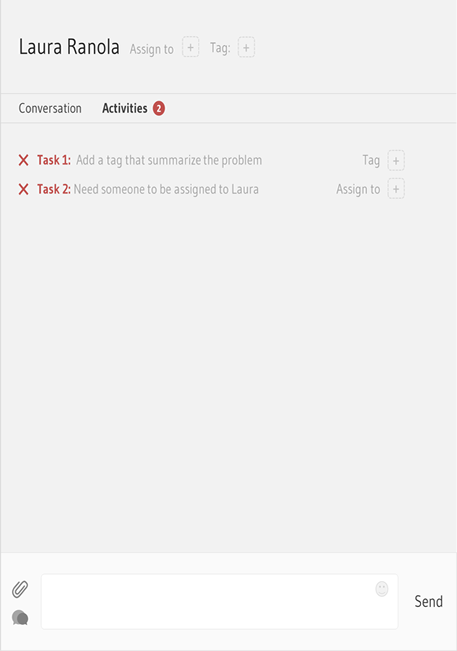 Laura Ranola Assign to + Tag: +
Conversation Activities 2
Task 1: Add a tag that summarize the problem Tag +
Task 2: Need someone to be assigned to Laura Assign to +
Send